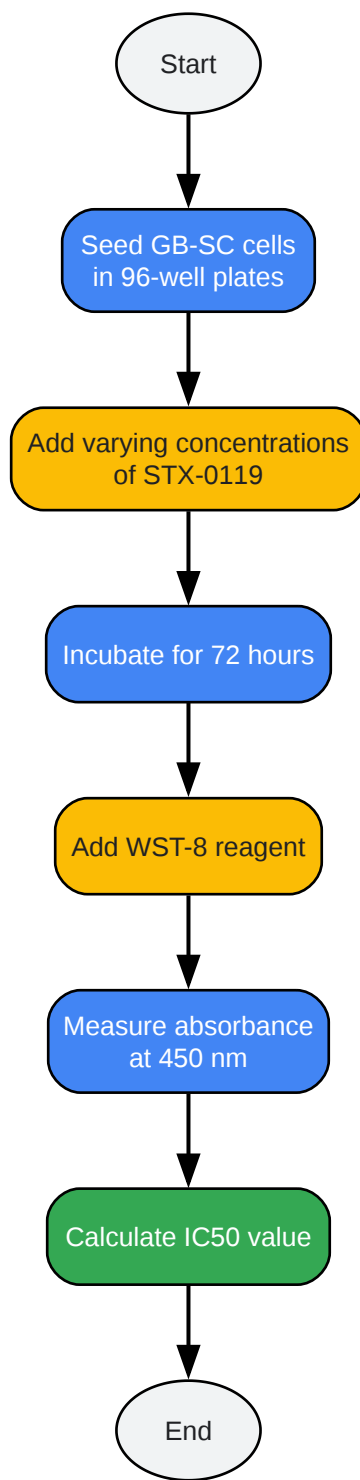 Start
Seed GB-SC cells
in 96-well plates
Add varying concentrations
of STX-0119
Incubate for 72 hours
Add WST-8 reagent
Measure absorbance
at 450 nm
Calculate IC50 value
End